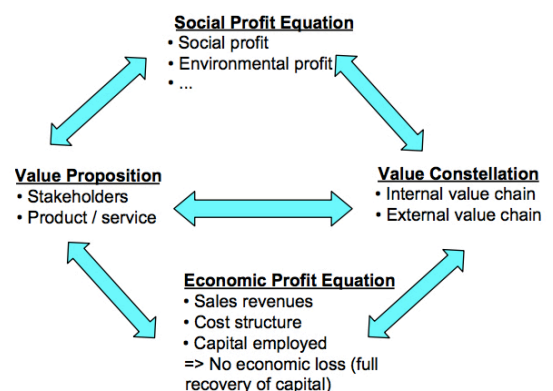 Social Profit Equation
• Social profit
• Environmental profit
• ...
Value Proposition
• Stakeholders
• Product / service
Value Constellation
• Internal value chain
• External value chain
Economic Profit Equation
• Sales revenues
• Cost structure
• Capital employed
=> No economic loss (full
recovery of capital)